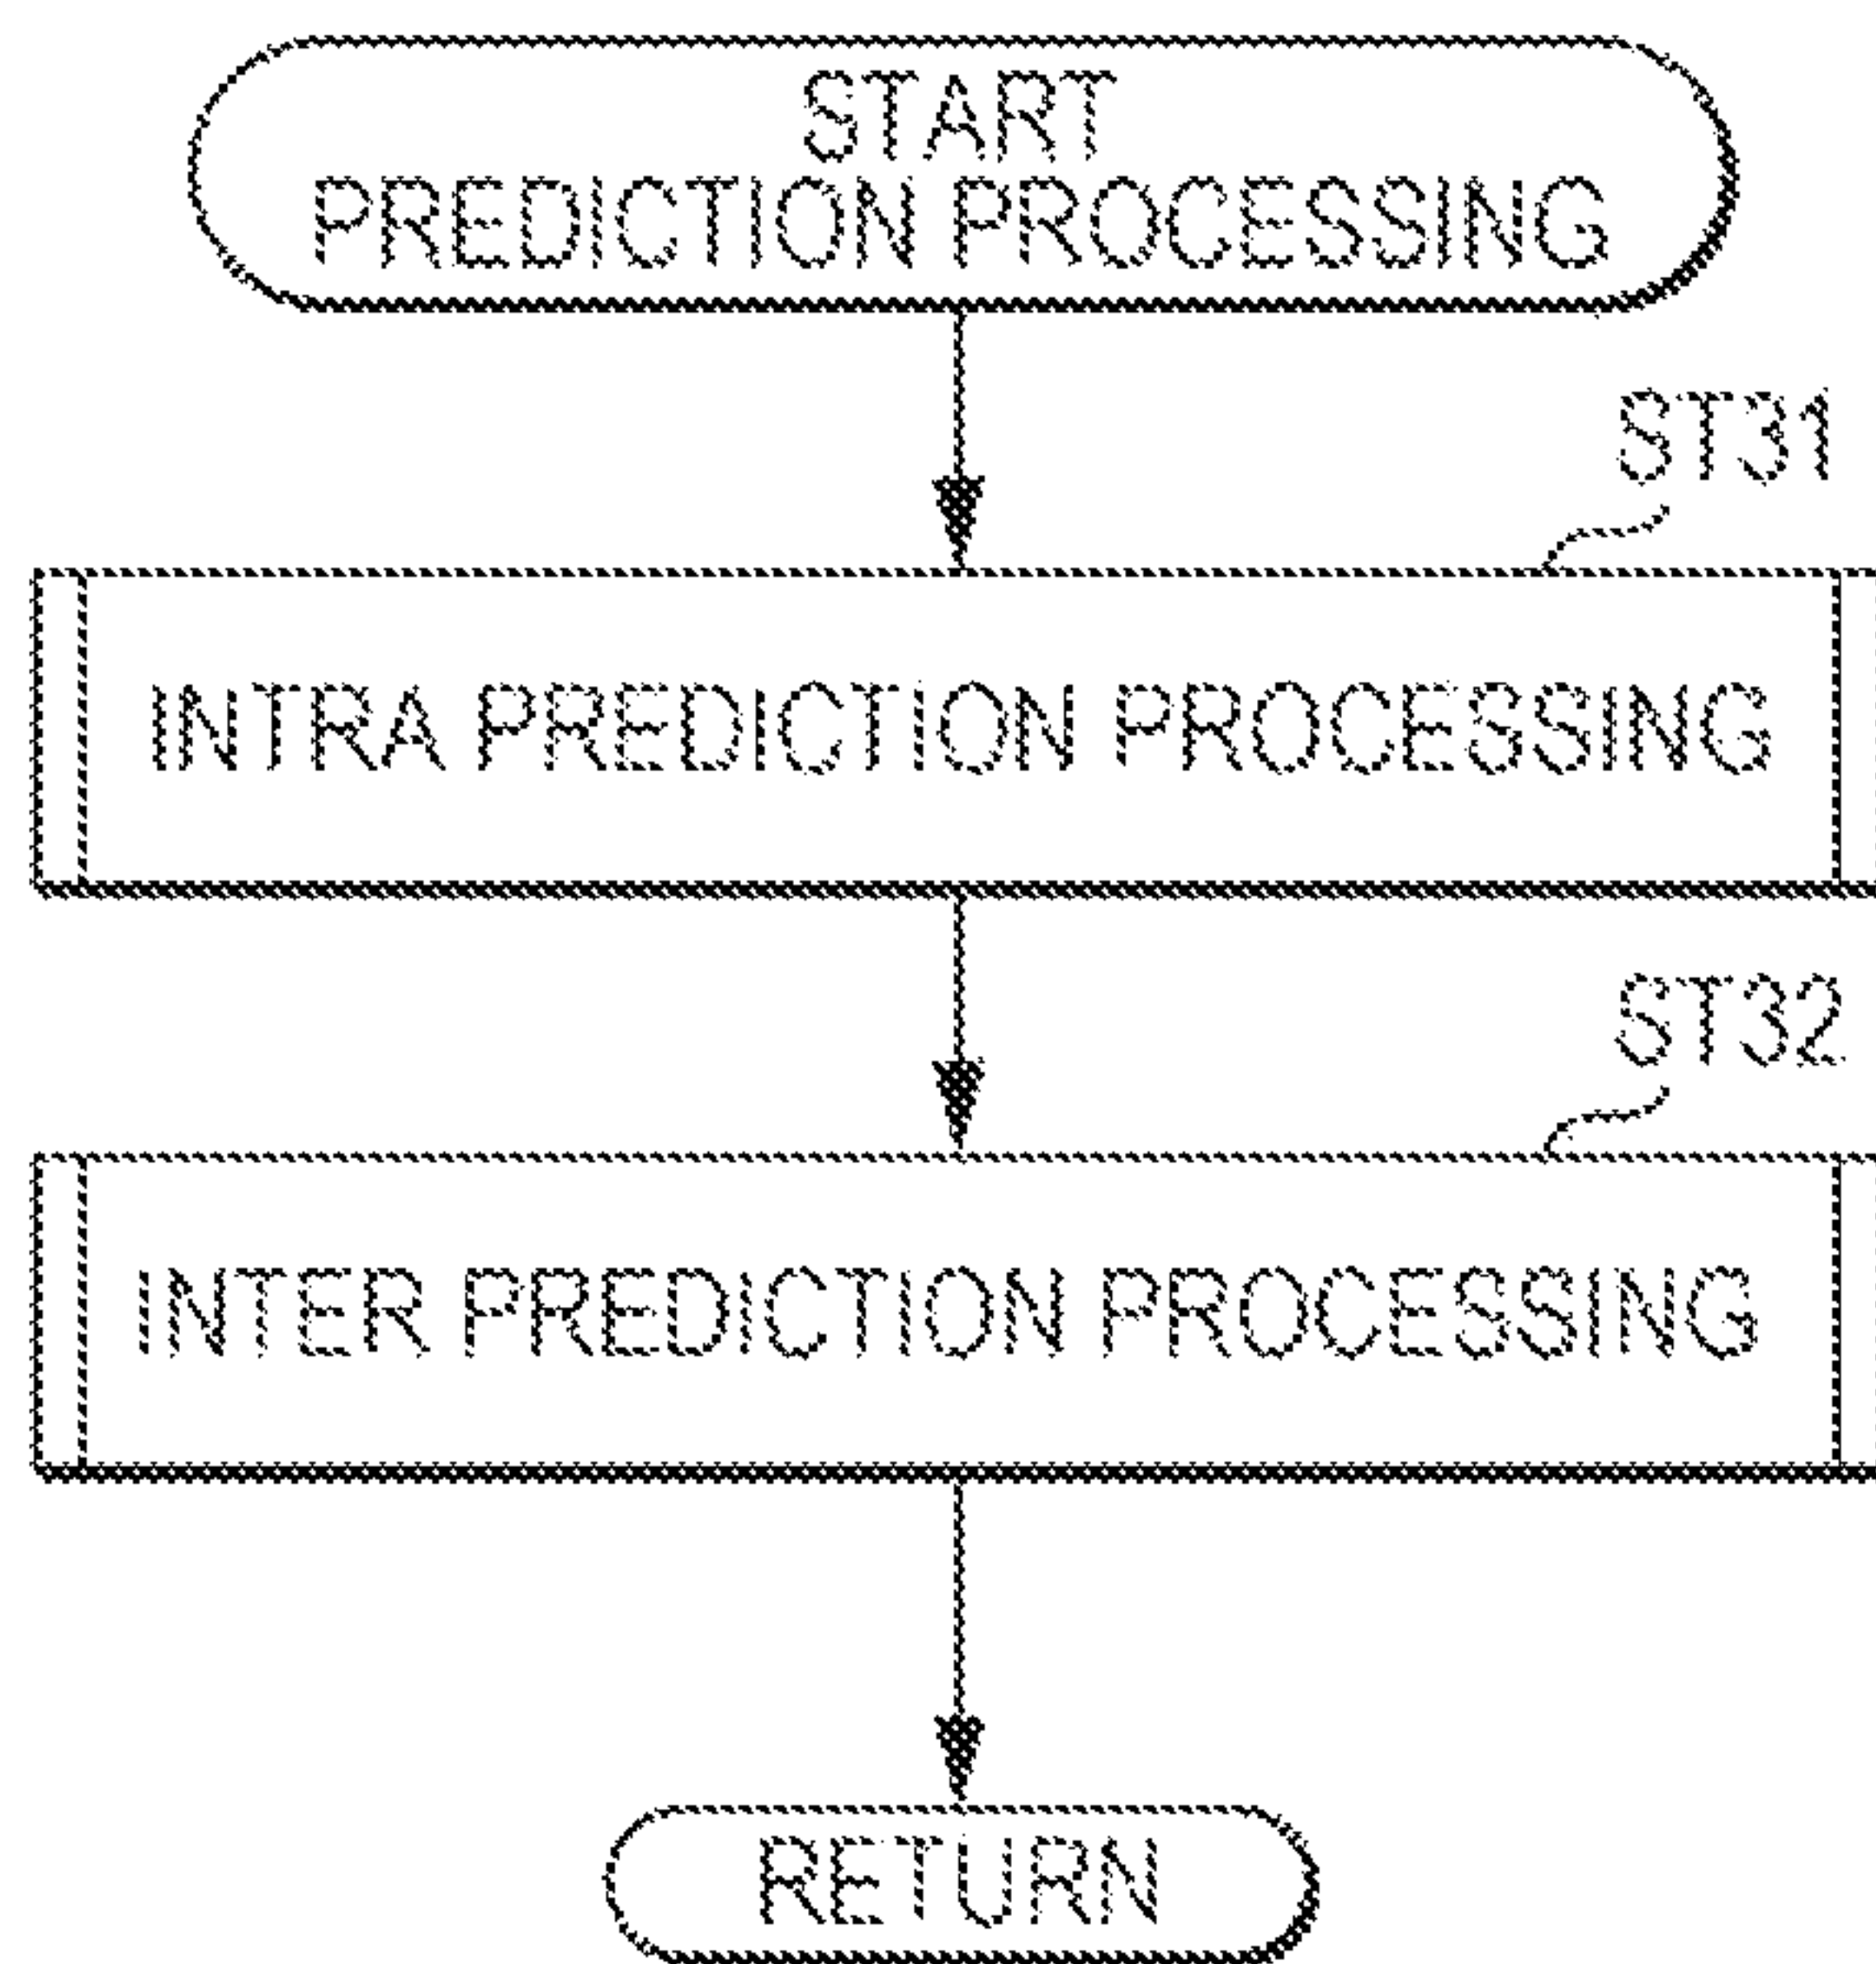 START
PREDICTION PROCESSING
ST31
INTRA PREDICTION PROCESSING
ST32
INTER PREDICTION PROCESSING
RETURN